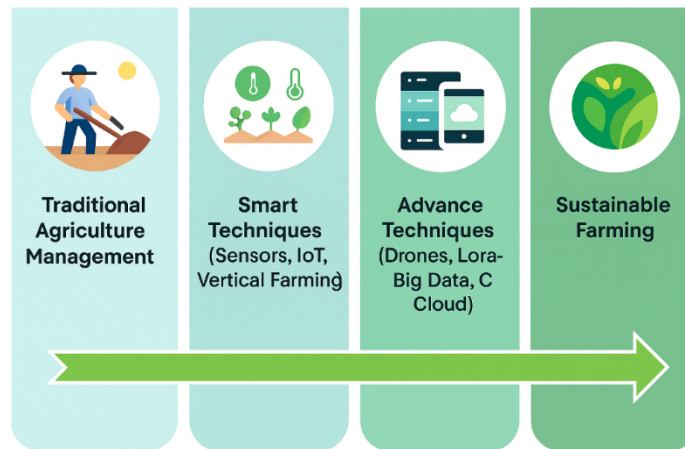 Traditional
Agriculture
Management
Smart
Techniques
(Sensors, IoT,
Vertical Farming)
Advance
Techniques
(Drones, Lora-
Big Data, C
Cloud)
Sustainable
Farming